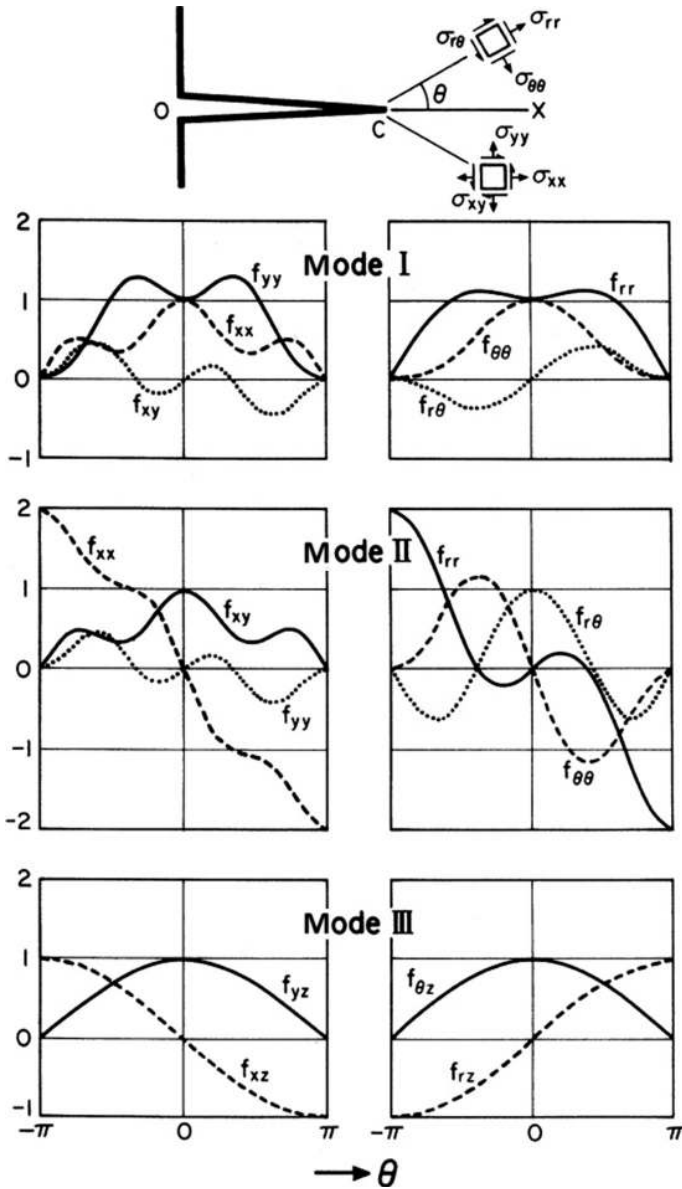 σrr
σrθ
σθθ
θ
O
C
X
σyy
σxx
σxy
2
1
0
-1
Mode I
fyy
fxx
fxy
frr
fθθ
frθ
2
1
0
-1
-2
Mode II
fxx
fxy
fyy
frr
frθ
fθθ
2
1
0
-1
Mode III
fyz
fxz
fθz
frz
-π 0 π
-π 0 π
θ